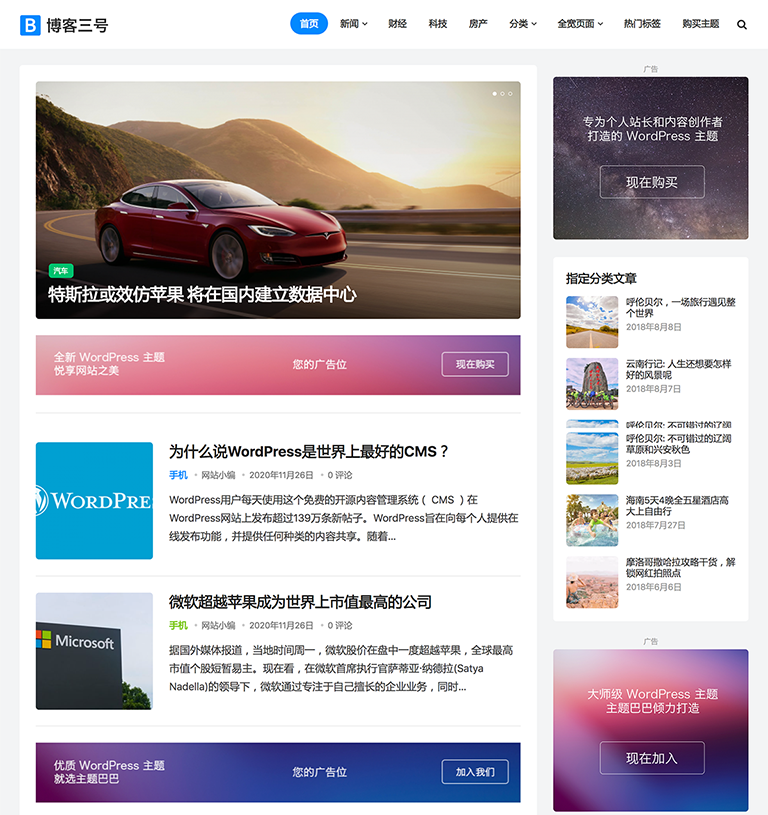 B 博客三号
首页 新闻 财经 科技 房产 分类 全宽页面 热门标签 购买主题
汽车
特斯拉或效仿苹果 将在国内建立数据中心
全新 WordPress 主题
悦享网站之美
您的广告位
现在购买
为什么说WordPress是世界上最好的CMS？
手机 • 网站小编 • 2020年11月26日 • 0 评论
WordPress用户每天使用这个免费的开源内容管理系统（ CMS ）在
WordPress网站上发布超过139万条新帖子。WordPress旨在向每个人提供在
线发布功能，并提供任何种类的内容共享。随着...
WORDPRE
微软超越苹果成为世界上市值最高的公司
手机 • 网站小编 • 2020年11月26日 • 0 评论
据国外媒体报道，当地时间周一，微软股价在盘中一度超越苹果，全球最高
市值个股短暂易主。现在看，在微软首席执行官萨蒂亚·纳德拉(Satya
Nadella)的领导下，微软通过专注于自己擅长的企业业务，同时...
Microsoft
优质 WordPress 主题
就选主题巴巴
您的广告位
加入我们
广告
专为个人站长和内容创作者
打造的 WordPress 主题
现在购买
指定分类文章
呼伦贝尔，一场旅行遇见整
个世界
2018年8月8日
云南行记: 人生还想要怎样
好的风景呢
2018年8月7日
呼伦贝尔: 不可错过的辽阔
呼伦贝尔: 不可错过的辽阔
草原和兴安秋色
2018年8月3日
海南5天4晚全五星酒店高
大上自由行
2018年7月27日
摩洛哥撒哈拉攻略干货，解
锁网红拍照点
2018年6月6日
广告
大师级 WordPress 主题
主题巴巴倾力打造
现在加入